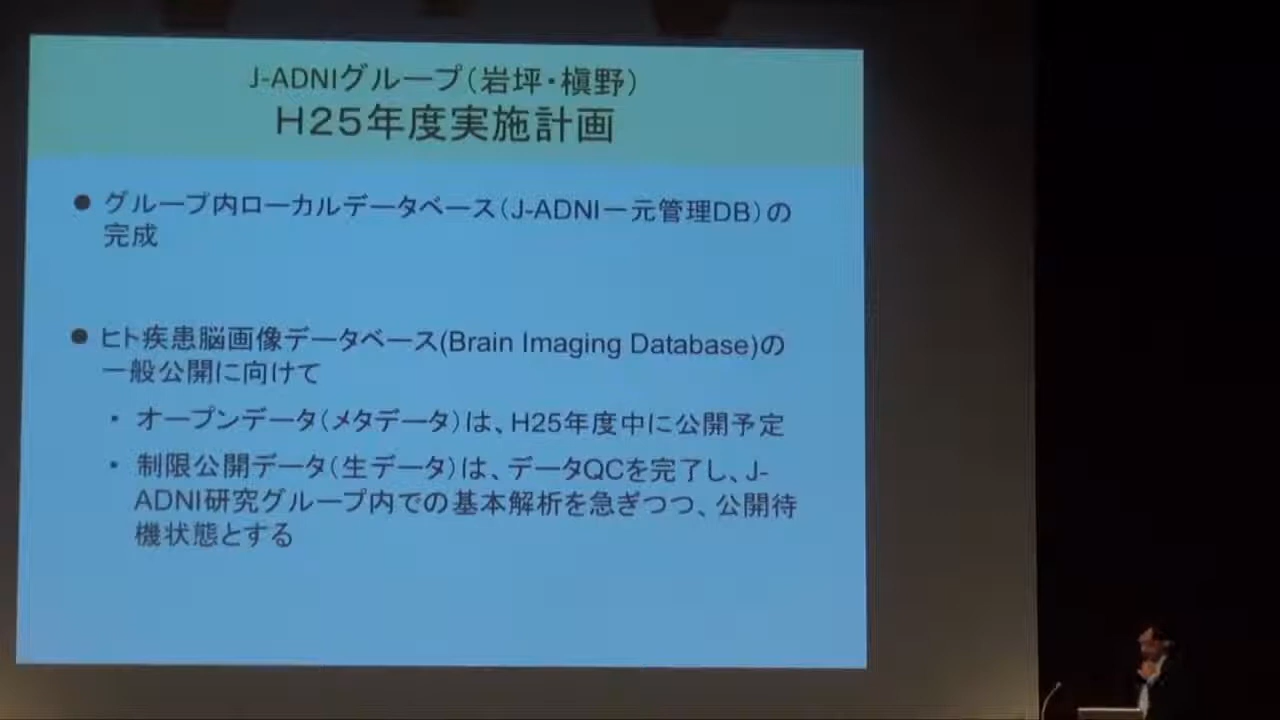 J-ADNIグループ（岩坪・槇野）
H25年度実施計画
● グループ内ローカルデータベース（J-ADNI一元管理DB）の
完成
● ヒト疾患脳画像データベース(Brain Imaging Database)の
一般公開に向けて
・ オープンデータ（メタデータ）は、H25年度中に公開予定
・ 制限公開データ（生データ）は、データQCを完了し、J-
ADNI研究グループ内での基本解析を急ぎつつ、公開待
機状態とする